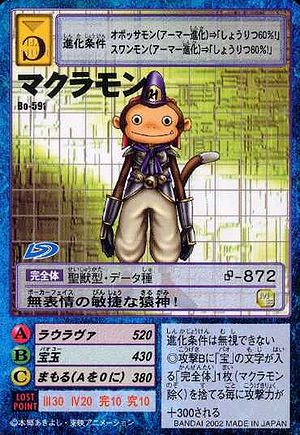 進化条件
オポッサモン(アーマー進化)⇒「しょうりつ60%!」
スワンモン(アーマー進化)⇒「しょうりつ60%!」
マクラモン
Bo-591
完全体
聖獣型・データ種
D-872
無表情の敏捷な猿神!
A ラウラヴァ 520
B 宝玉 430
C まもる(Aを0に) 380
LOST POINT
III30 IV20 完10 究10
進化条件は無視できない
◎攻撃Bに「宝」の文字が入
る「完全体」1枚(マクラモン
除く)を捨てる毎に攻撃力が
+300される
©本郷あきよし・東映アニメーション
BANDAI 2002 MADE IN JAPAN